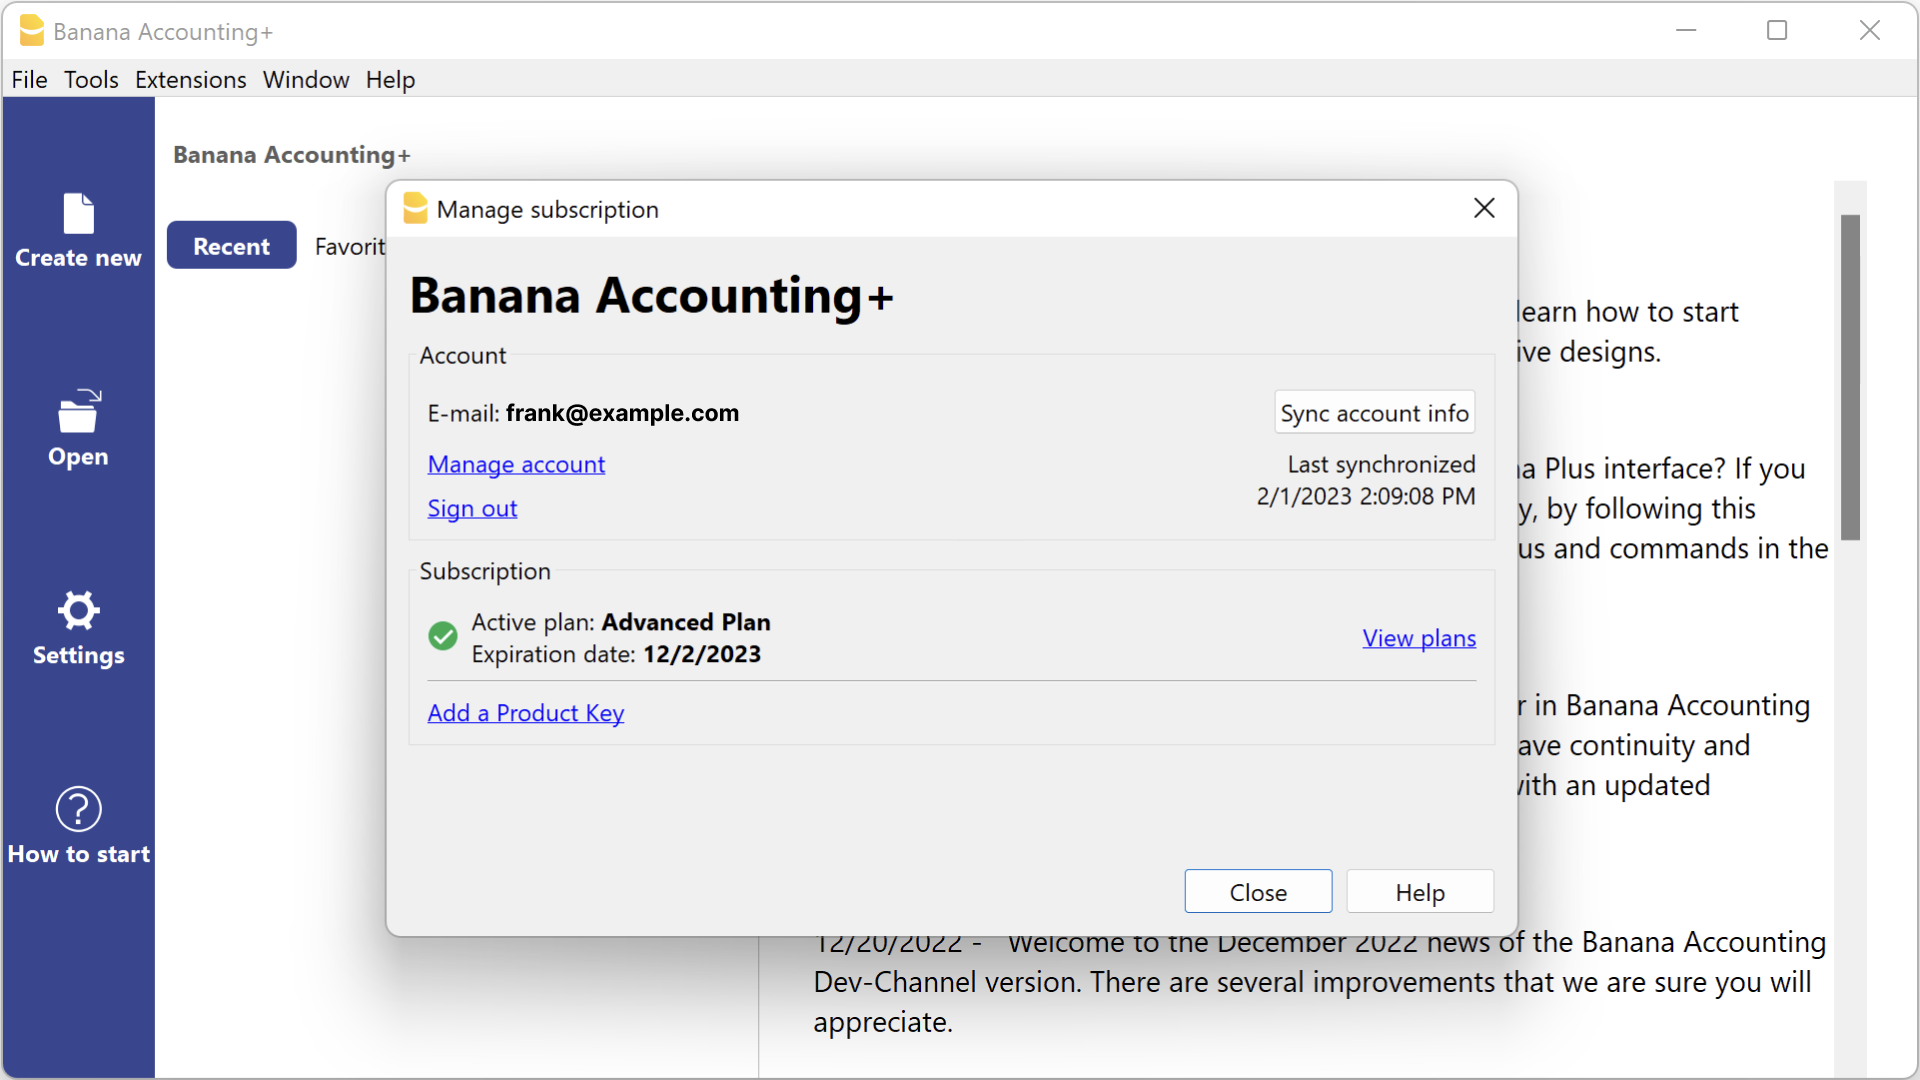 Banana Accounting+
File Tools Extensions Window Help
Create new
Open
Settings
How to start
Banana Accounting+
Recent Favorit
Manage subscription
Banana Accounting+
Account
E-mail: frank@example.com
Sync account info
Manage account
Last synchronized
2/1/2023 2:09:08 PM
Sign out
Subscription
Active plan: Advanced Plan
Expiration date: 12/2/2023
View plans
Add a Product Key
Close
Help
learn how to start
ive designs.
a Plus interface? If you
y, by following this
us and commands in the
r in Banana Accounting
ave continuity and
with an updated
12/20/2022 - Welcome to the December 2022 news of the Banana Accounting
Dev-Channel version. There are several improvements that we are sure you will
appreciate.